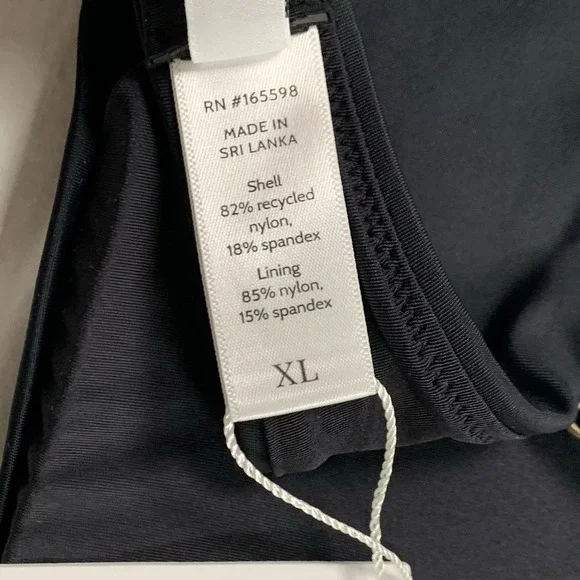 RN #165598
MADE IN
SRI LANKA
Shell
82% recycled
nylon,
18% spandex
Lining
85% nylon,
15% spandex
XL